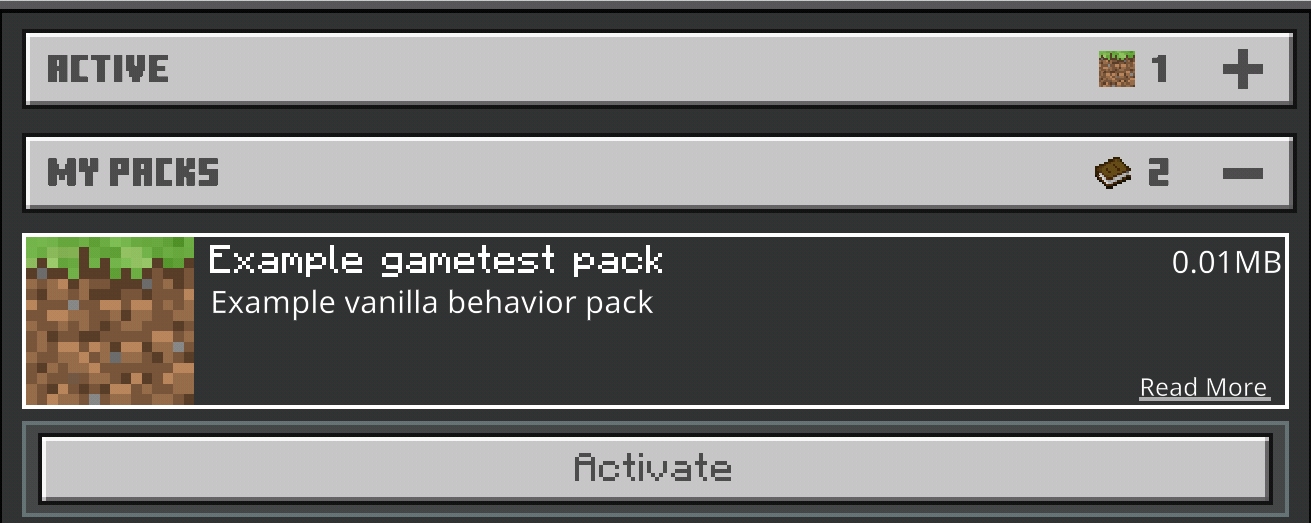 ACTIVE 1 +
MY PACKS 2 −
Example gametest pack 0.01MB
Example vanilla behavior pack
Read More
Activate